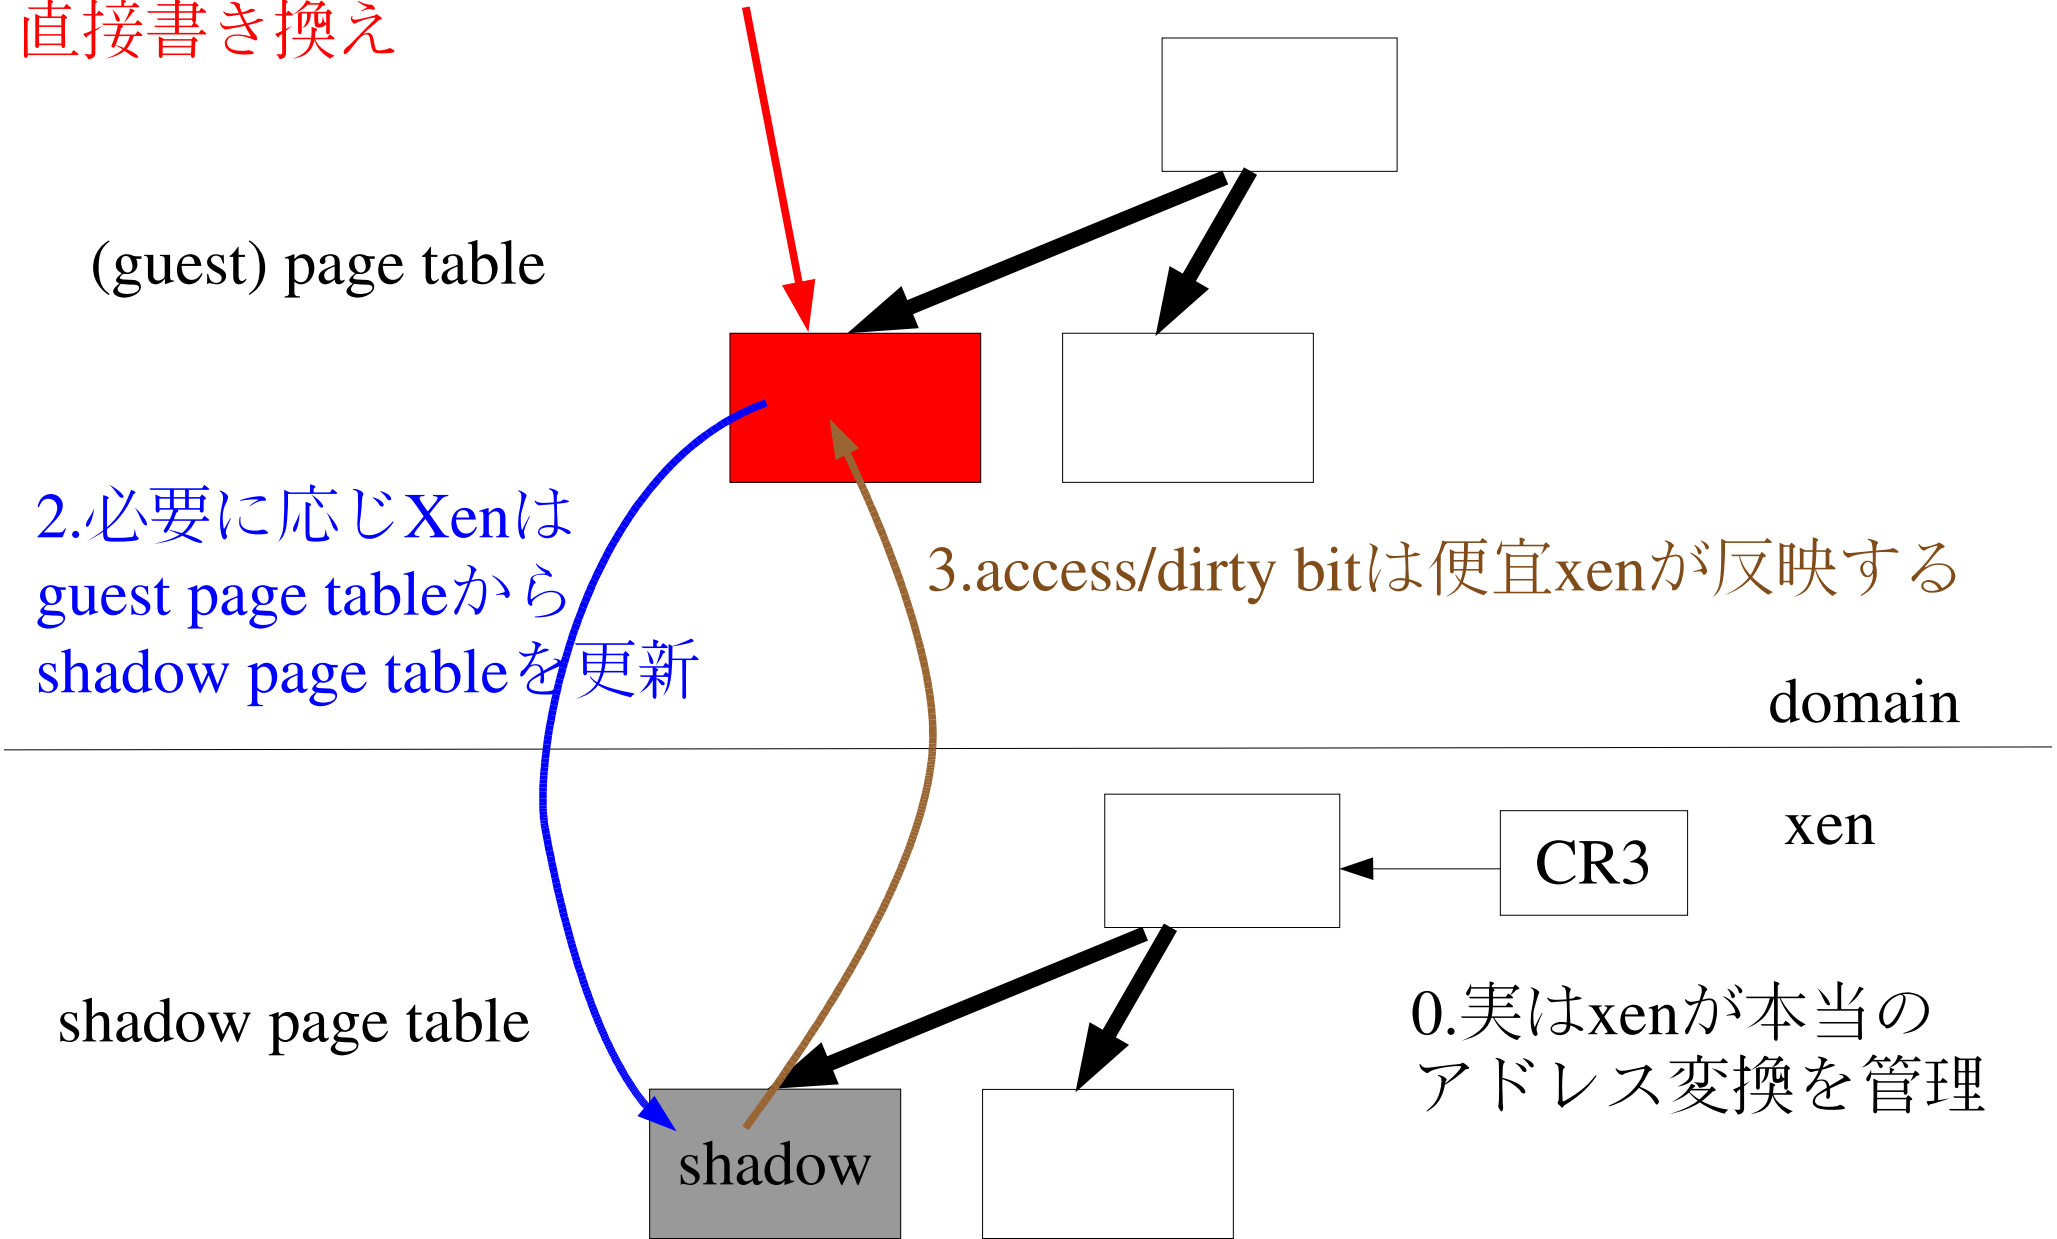 直接書き換え
(guest) page table
2.必要に応じXenは
guest page tableから
shadow page tableを更新
3.access/dirty bitは便宜xenが反映する
domain
xen
CR3
shadow page table
0.実はxenが本当の
アドレス変換を管理
shadow